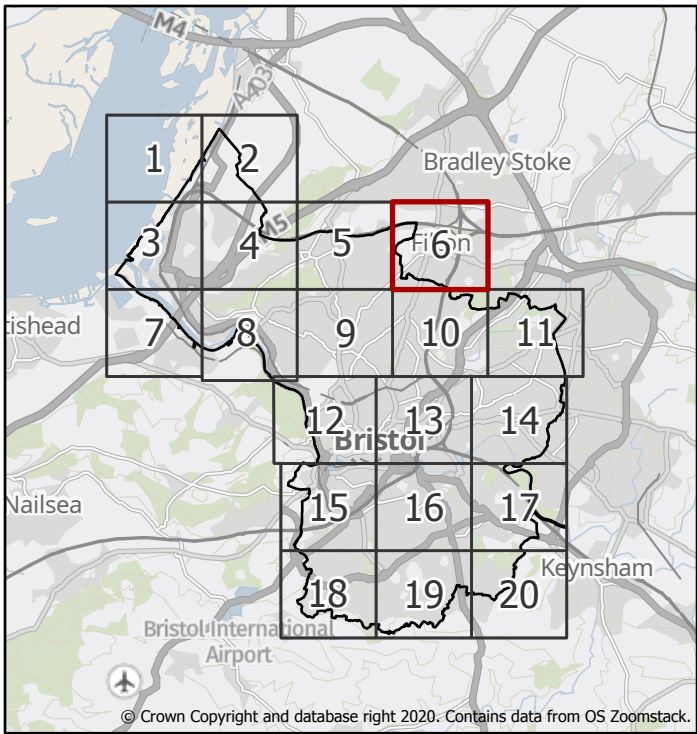 M4
A403
1
2
Bradley Stoke
M5
3
4
5
Filton
6
tishead
7
8
9
10
11
12
13
14
Bristol
Nailsea
15
16
17
Keynsham
18
19
20
Bristol International
Airport
© Crown Copyright and database right 2020. Contains data from OS Zoomstack.